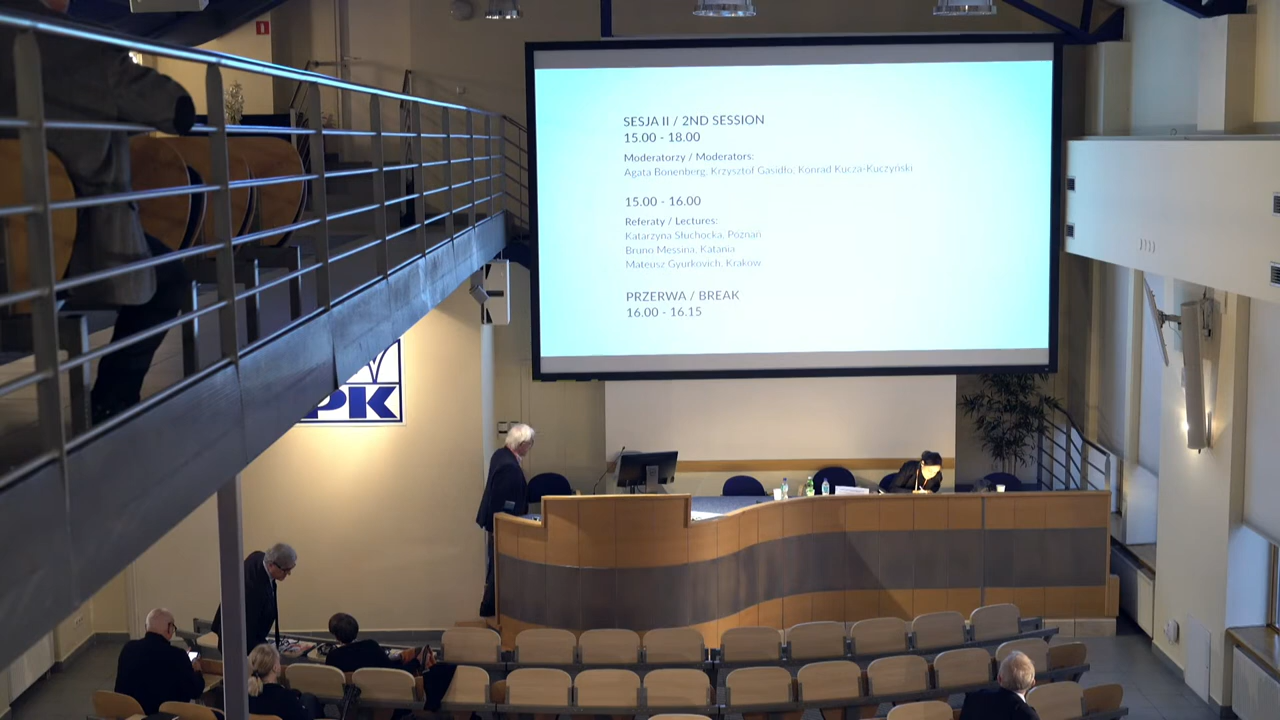 SESJA II / 2ND SESSION
15.00 - 18.00
Moderatorzy / Moderators:
Agata Bonenberg, Krzysztof Gasidło, Konrad Kucza-Kuczyński
15.00 - 16.00
Referaty / Lectures:
Katarzyna Słuchocka, Poznań
Bruno Messina, Katania
Mateusz Gyurkovich, Krakow
PRZERWA / BREAK
16.00 - 16.15
PK